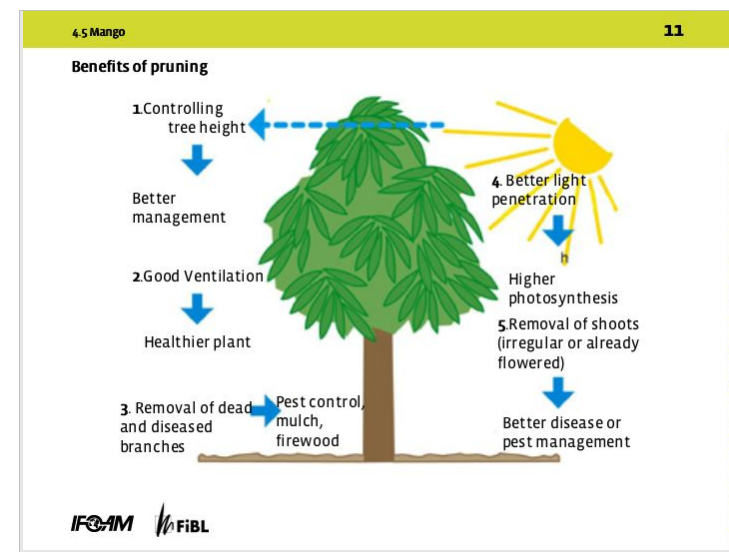 4.5 Mango
11
Benefits of pruning
1.Controlling
tree height
Better
management
2.Good Ventilation
Healthier plant
3. Removal of dead
and diseased
branches
Pest control,
mulch,
firewood
4. Better light
penetration
h
Higher
photosynthesis
5.Removal of shoots
(irregular or already
flowered)
Better disease or
pest management
IFOAM
FiBL